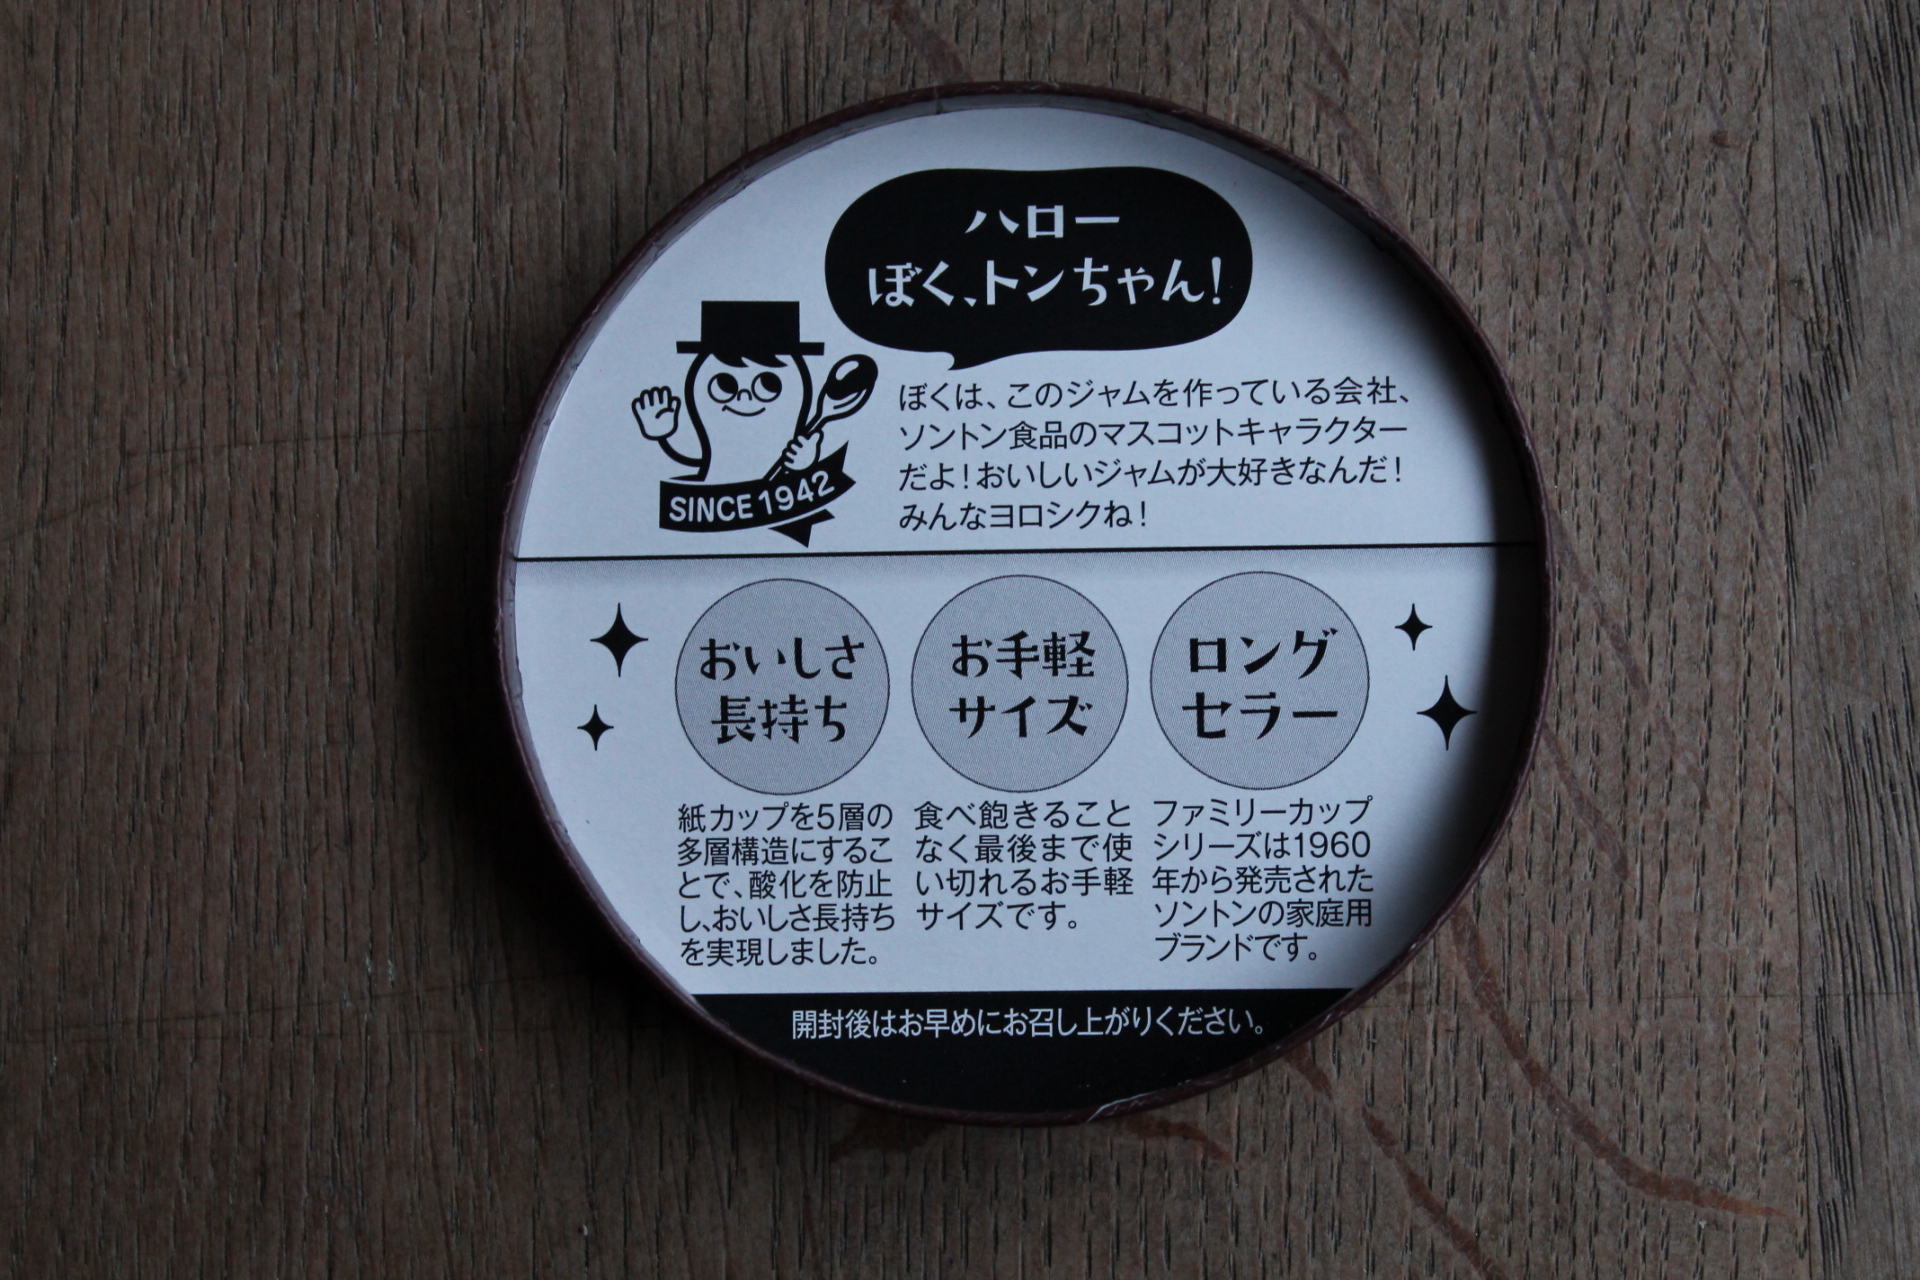 ハロー
ぼく、トンちゃん!
SINCE 1942
ぼくは、このジャムを作っている会社、
ソントン食品のマスコットキャラクター
だよ!おいしいジャムが大好きなんだ!
みんなヨロシクね!
おいしさ
長持ち
紙カップを5層の
多層構造にするこ
とで、酸化を防止
し、おいしさ長持ち
を実現しました。
お手軽
サイズ
食べ飽きること
なく最後まで使
い切れるお手軽
サイズです。
ロング
セラー
ファミリーカップ
シリーズは1960
年から発売された
ソントンの家庭用
ブランドです。
開封後はお早めにお召し上がりください。